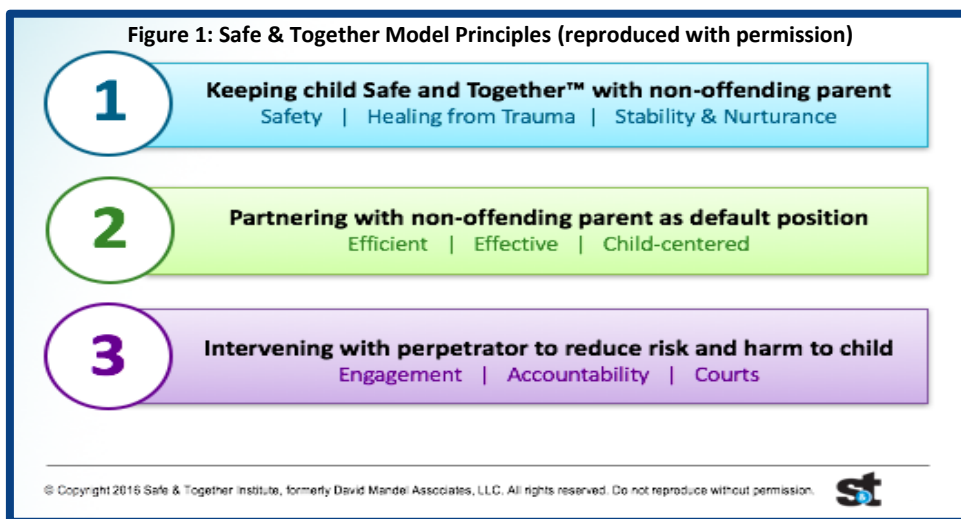 Figure 1: Safe & Together Model Principles (reproduced with permission)
1
Keeping child Safe and Together™ with non-offending parent
Safety | Healing from Trauma | Stability & Nurturance
2
Partnering with non-offending parent as default position
Efficient | Effective | Child-centered
3
Intervening with perpetrator to reduce risk and harm to child
Engagement | Accountability | Courts
© Copyright 2015 Safe & Together Institute, formerly David Mandel Associates, LLC. All rights reserved. Do not reproduce without permission.
s&t